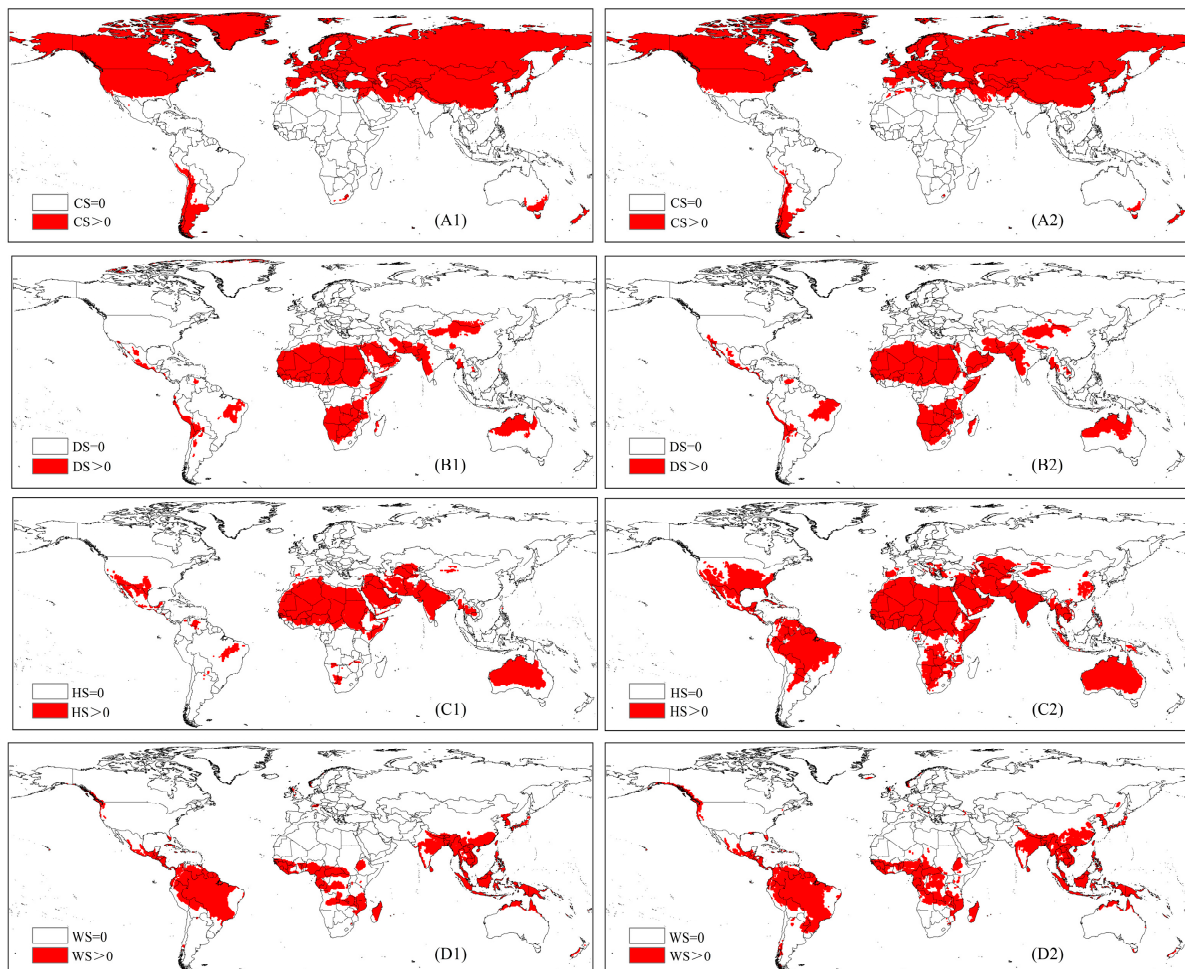 CS=0
CS>0
(A1)
CS=0
CS>0
(A2)
DS=0
DS>0
(B1)
DS=0
DS>0
(B2)
HS=0
HS>0
(C1)
HS=0
HS>0
(C2)
WS=0
WS>0
(D1)
WS=0
WS>0
(D2)